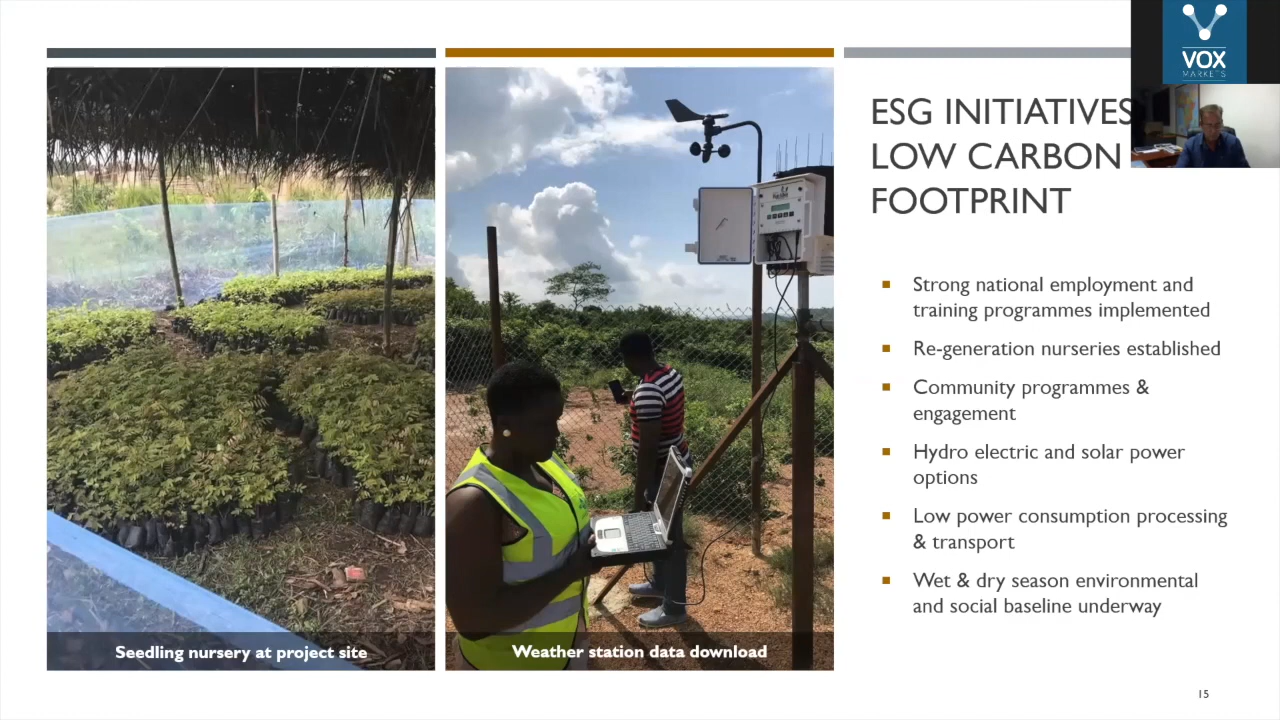 VOX
MARKETS
ESG INITIATIVES
LOW CARBON
FOOTPRINT
Strong national employment and
training programmes implemented
Re-generation nurseries established
Community programmes &
engagement
Hydro electric and solar power
options
Low power consumption processing
& transport
Wet & dry season environmental
and social baseline underway
Seedling nursery at project site
Weather station data download
15